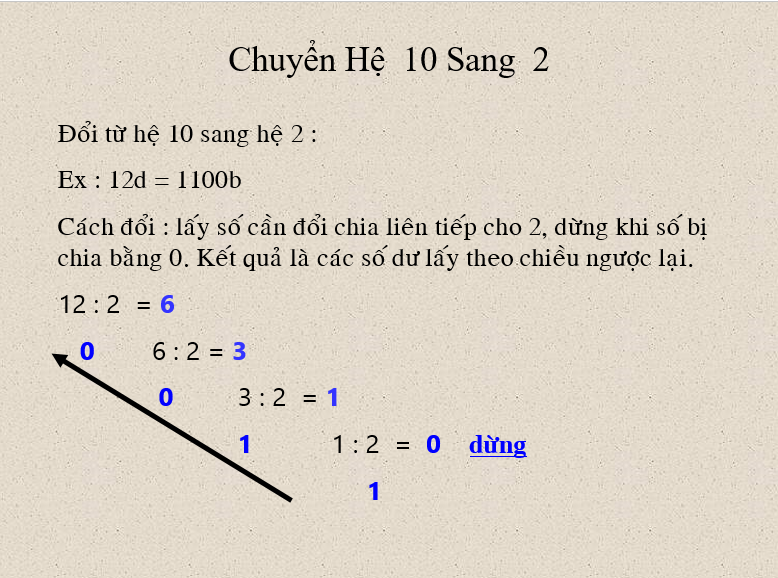 Chuyển Hệ 10 Sang 2
Đổi từ hệ 10 sang hệ 2 :
Ex : 12d = 1100b
Cách đổi : lấy số cần đổi chia liên tiếp cho 2, dừng khi số bị
chia bằng 0. Kết quả là các số dư lấy theo chiều ngược lại.
12 : 2 = 6
0 6 : 2 = 3
0 3 : 2 = 1
1 1 : 2 = 0 dừng
1